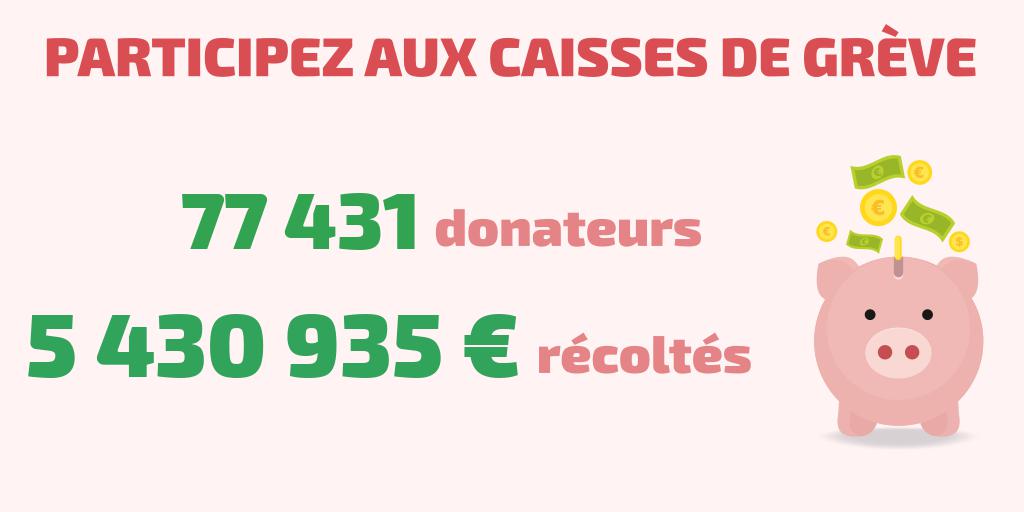 PARTICIPEZ AUX CAISSES DE GRÈVE
77 431 donateurs
5 430 935 € récoltés